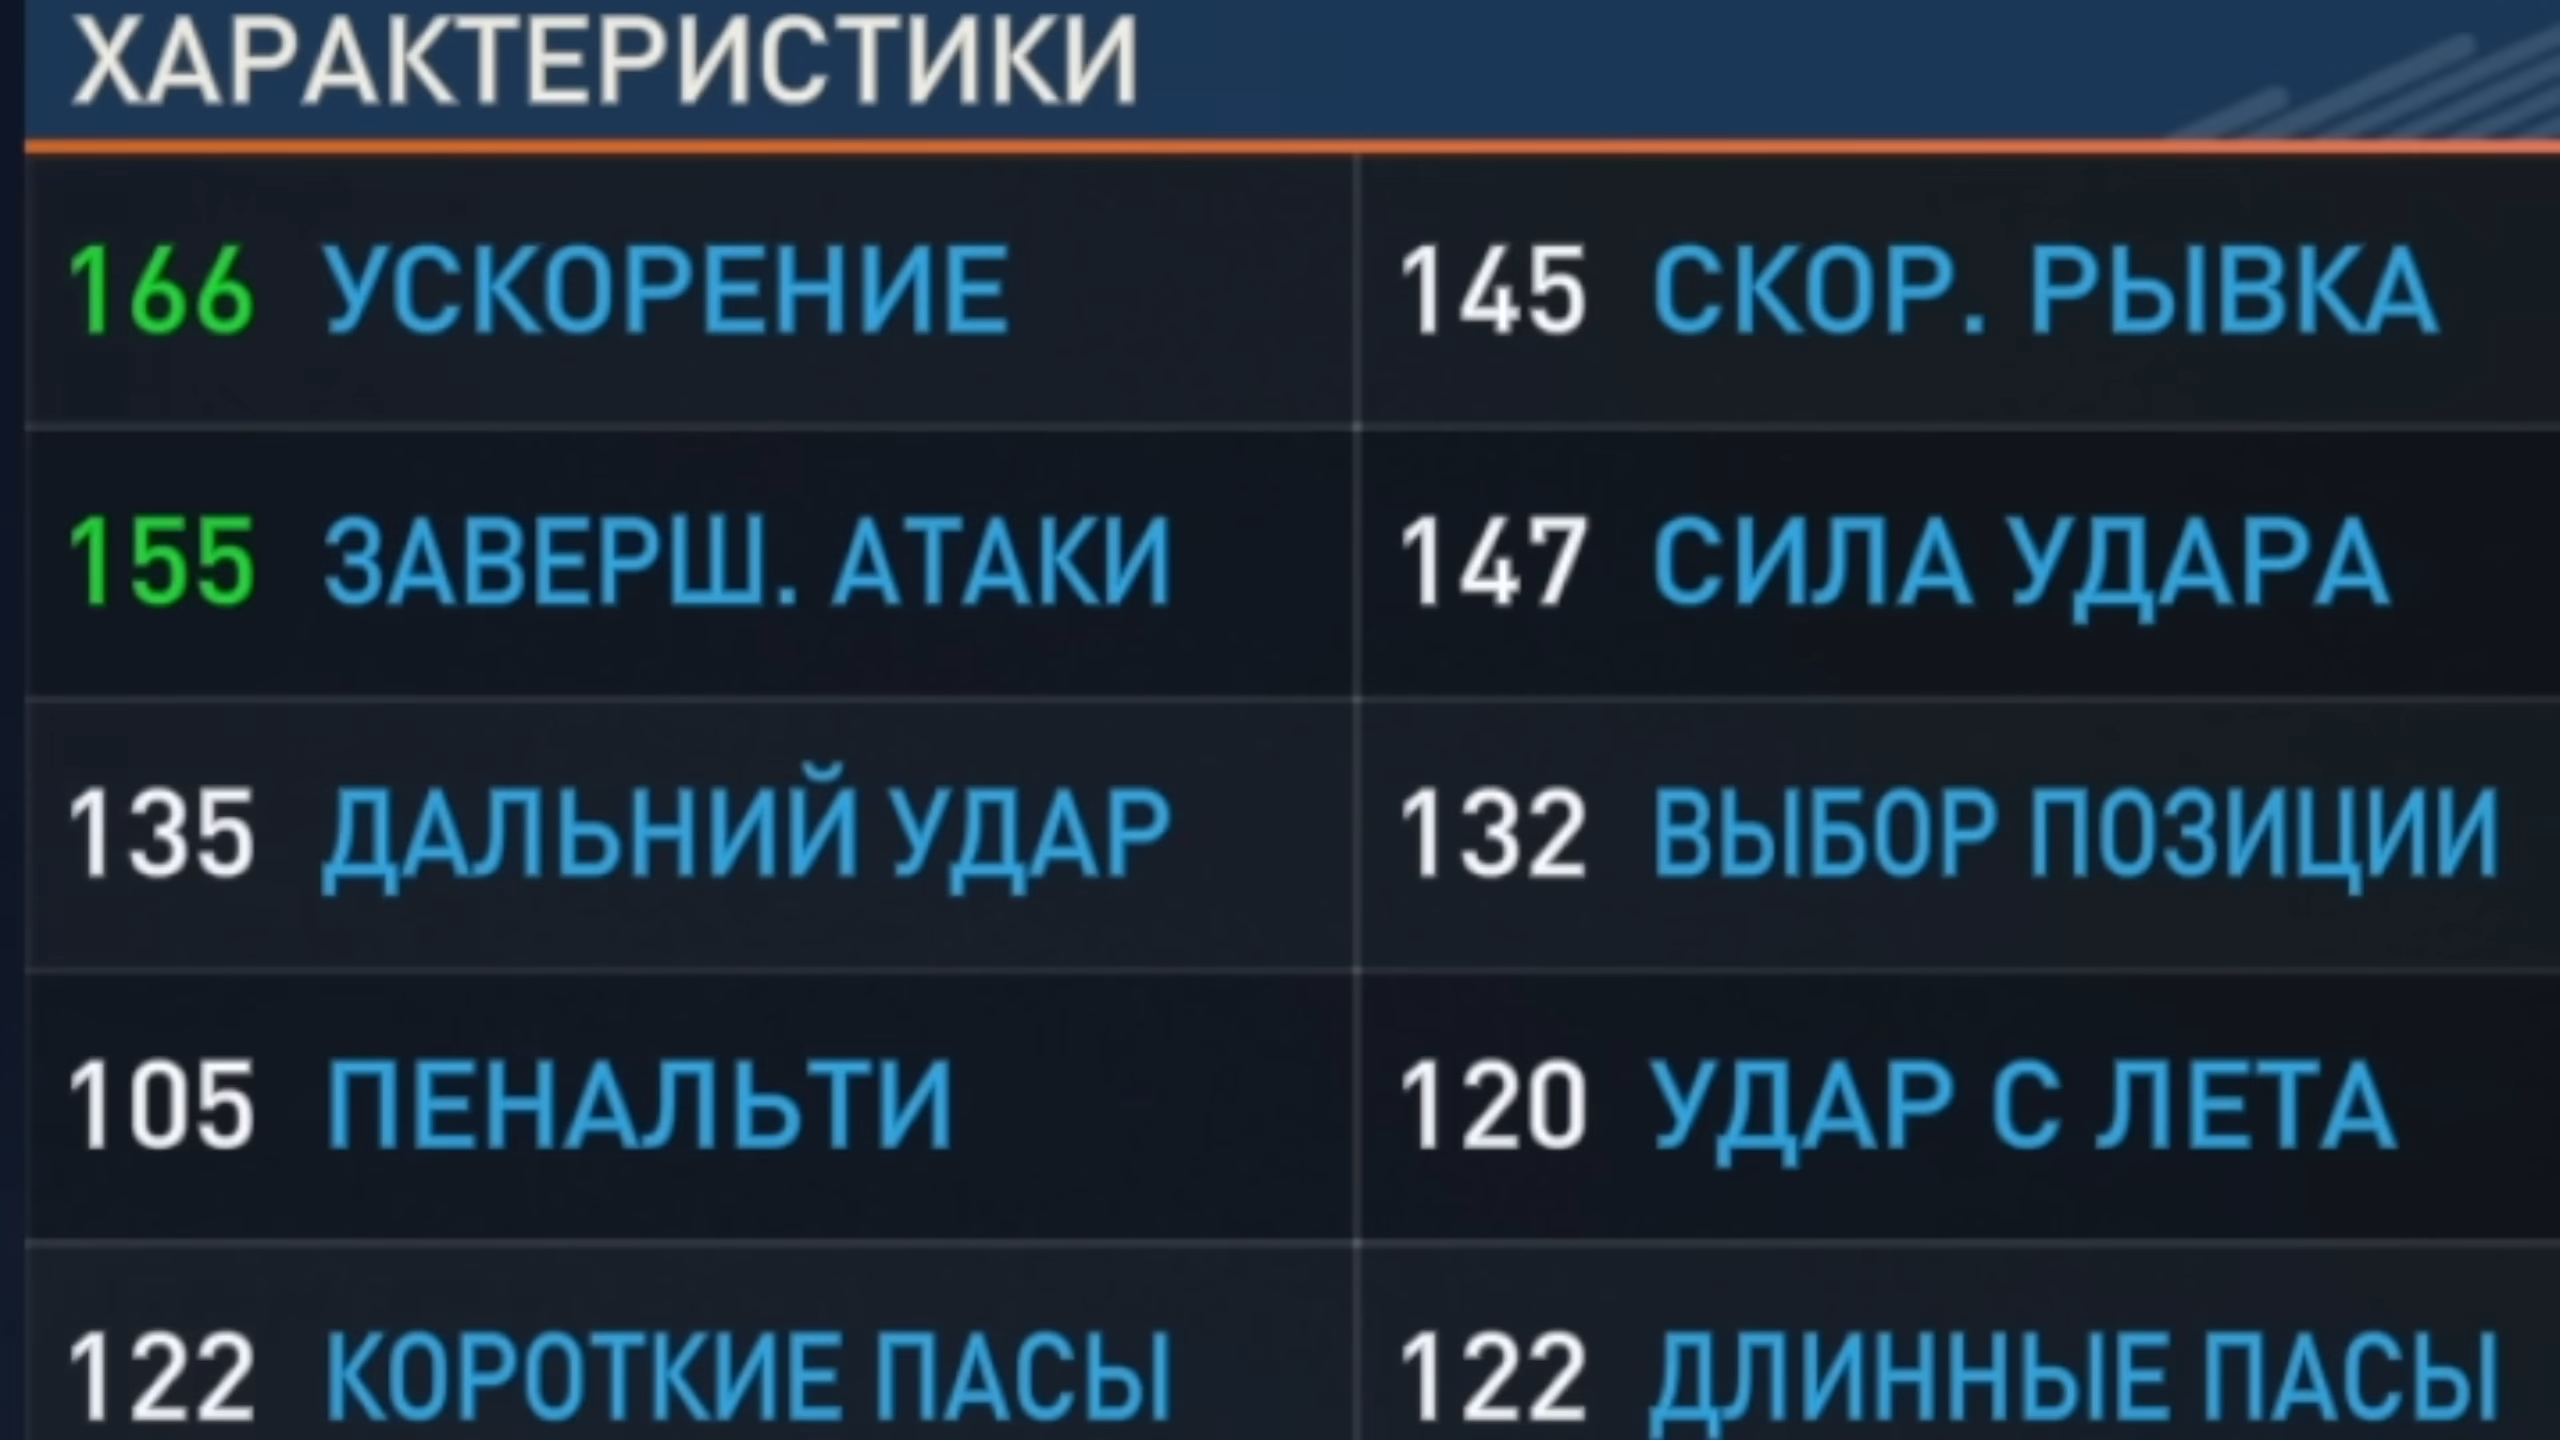 ХАРАКТЕРИСТИКИ
166 УСКОРЕНИЕ 145 СКОР. РЫВКА
155 ЗАВЕРШ. АТАКИ 147 СИЛА УДАРА
135 ДАЛЬНИЙ УДАР 132 ВЫБОР ПОЗИЦИИ
105 ПЕНАЛЬТИ 120 УДАР С ЛЕТА
122 КОРОТКИЕ ПАСЫ 122 ДЛИННЫЕ ПАСЫ